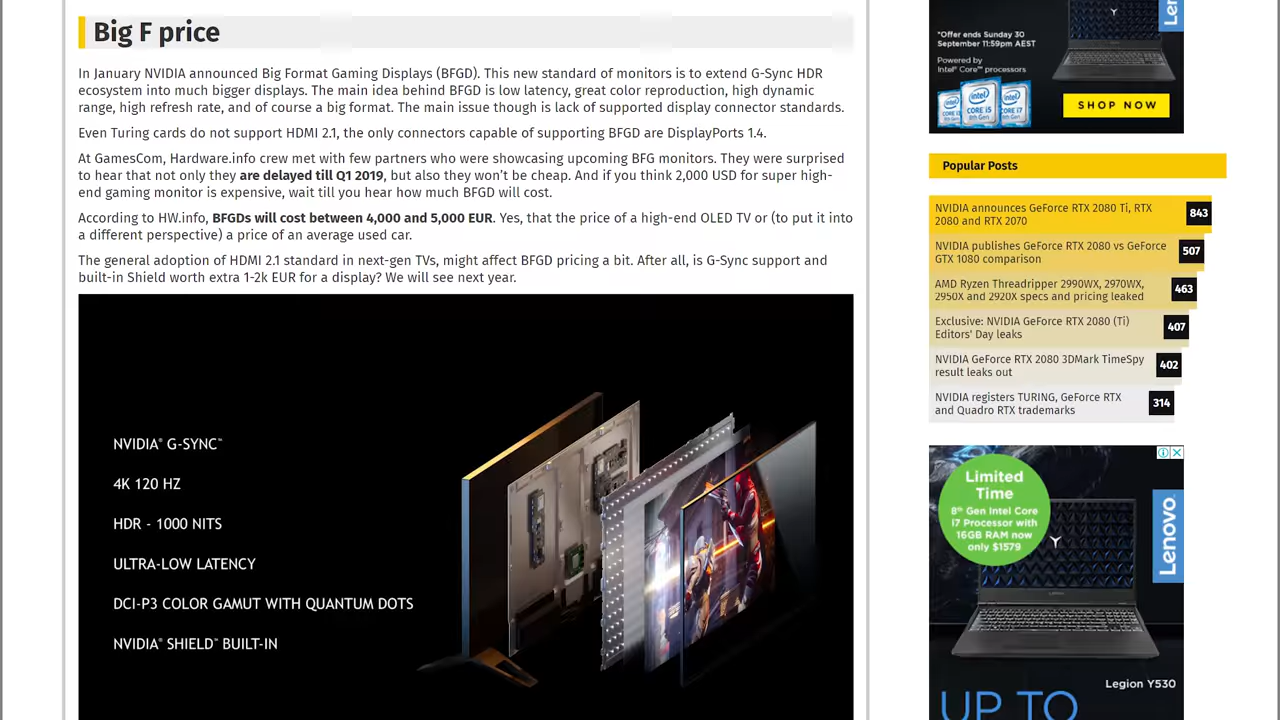 Big F price
In January NVIDIA announced Big Format Gaming Displays (BFGD). This new standard of monitors is to extend G-Sync HDR
ecosystem into much bigger displays. The main idea behind BFGD is low latency, great color reproduction, high dynamic
range, high refresh rate, and of course big format. The main issue though is lack of supported display connector standards.
Even Turing cards do not support HDMI 2.1, the only connectors capable of supporting BFGD are DisplayPorts 1.4.
At GamesCom, Hardware.info crew met with few partners who were showcasing upcoming BFG monitors. They were surprised
to hear that not only they are delayed till Q1 2019, but also they won't be cheap. And if you think 2,000 USD for super high-
end gaming monitor is expensive, wait till you hear how much BFGD will cost.
According to HW.info, BFGDs will cost between 4,000 and 5,000 EUR. Yes, that the price of a high-end OLED TV or (to put it into
a different perspective) a price of an average used car.
The general adoption of HDMI 2.1 standard in next-gen TVs, might affect BFGD pricing a bit. After all, is G-Sync support and
built-in Shield worth extra 1-2k EUR for a display? We will see next year.
NVIDIA® G-SYNC™
4K 120 HZ
HDR - 1000 NITS
ULTRA-LOW LATENCY
DCI-P3 COLOR GAMUT WITH QUANTUM DOTS
NVIDIA® SHIELD™ BUILT-IN
Len
*Offer ends Sunday 30
September 11:59pm AEST
Powered by
Intel® Core™ processors
SHOP NOW
Popular Posts
NVIDIA announces GeForce RTX 2080 Ti, RTX
2080 and RTX 2070
843
NVIDIA publishes GeForce RTX 2080 vs GeForce
GTX 1080 comparison
507
AMD Ryzen Threadripper 2990WX, 2970WX,
2950X and 2920X specs and pricing leaked
463
Exclusive: NVIDIA GeForce RTX 2080 (Ti)
Editors' Day leaks
407
NVIDIA GeForce RTX 2080 3DMark TimeSpy
result leaks out
402
NVIDIA registers TURING, GeForce RTX
and Quadro RTX trademarks
314
Limited
Time
8th Gen Intel Core
i7 Processor with
16GB RAM now
only $1579
Lenovo
Legion Y530
UP TO